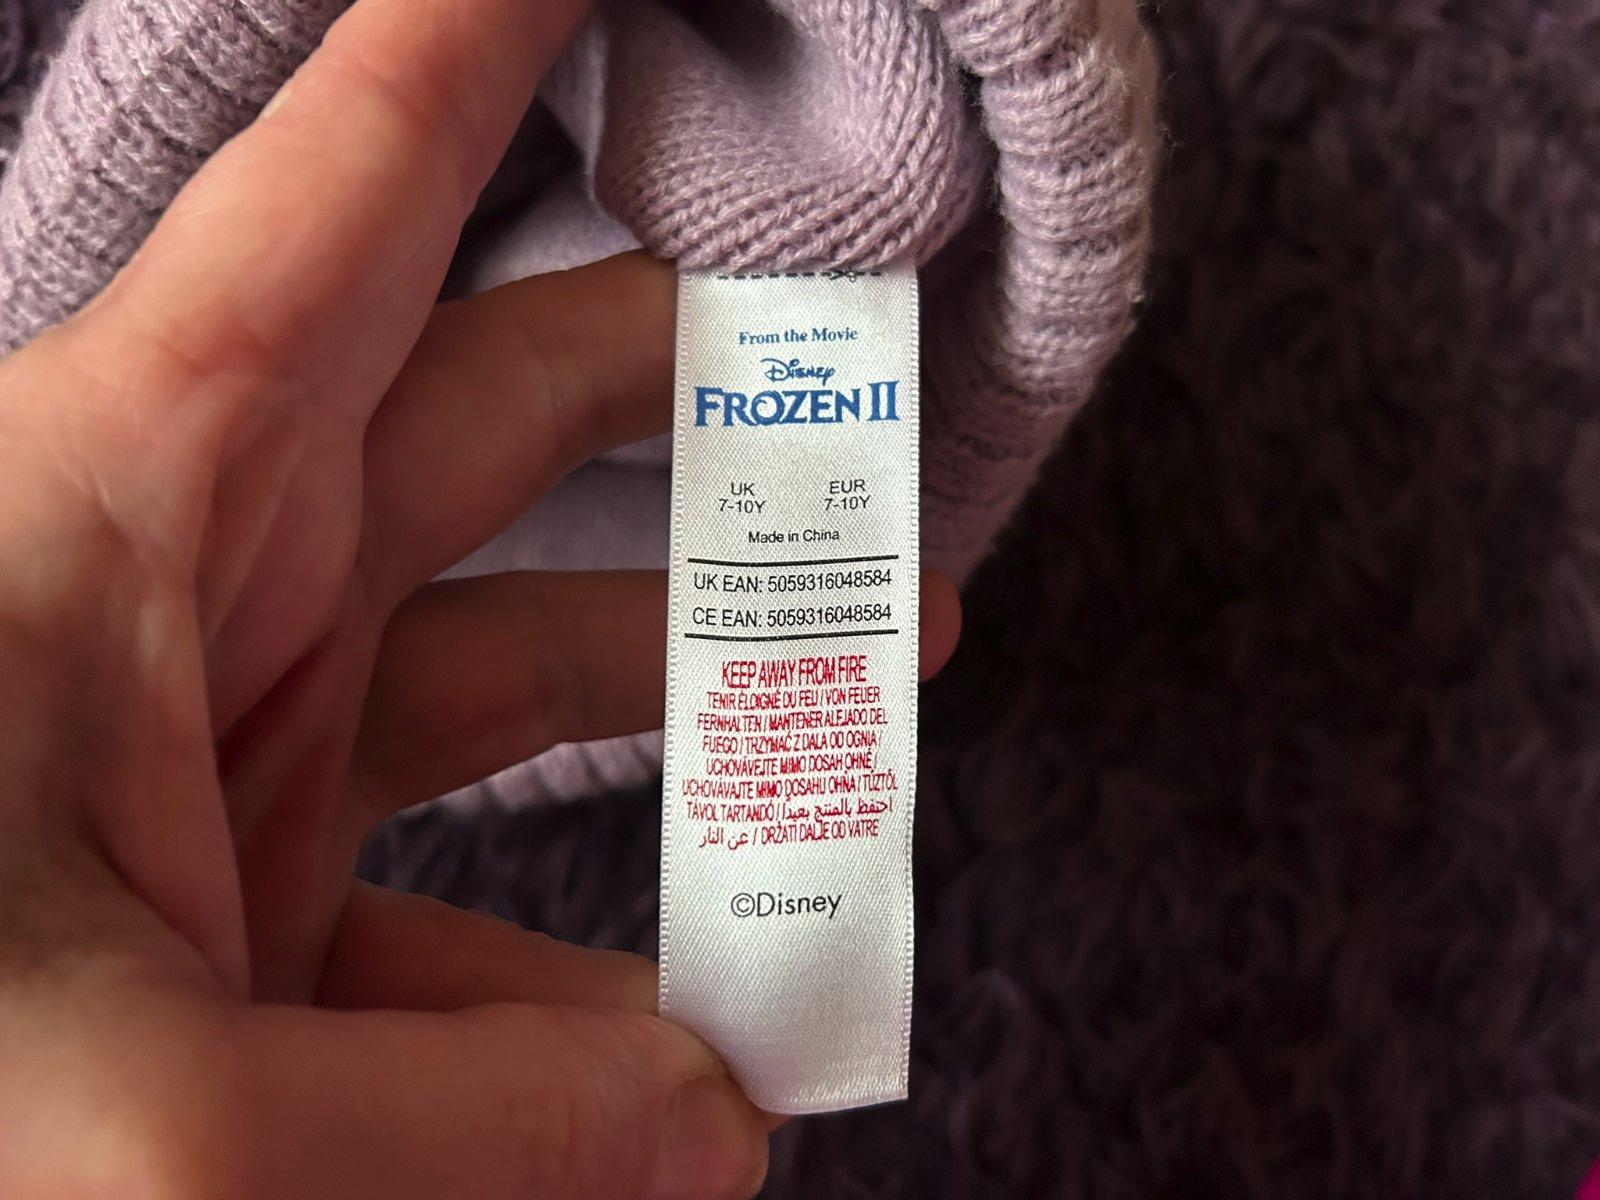 From the Movie
Disney
FROZEN II
UK EUR
7-10Y 7-10Y
Made in China
UK EAN: 5059316048584
CE EAN: 5059316048584
KEEP AWAY FROM FIRE
TENIR ÉLOIGNÉ DU FEU / VON FEUER
FERNHALTEN / MANTENER ALEJADO DEL
FUEGO / TRZYMAĆ Z DALA OD OGNIA /
UCHOVÁVEJTE MIMO DOSAH OHNĚ /
UCHOVÁVAJTE MIMO DOSAHU OHŇA / TŰZTŐL
TÁVOL TARTANDÓ / احتفظ بالمنتج بعيدا
عن النار / DRŽATI DALJE OD VATRE
©Disney